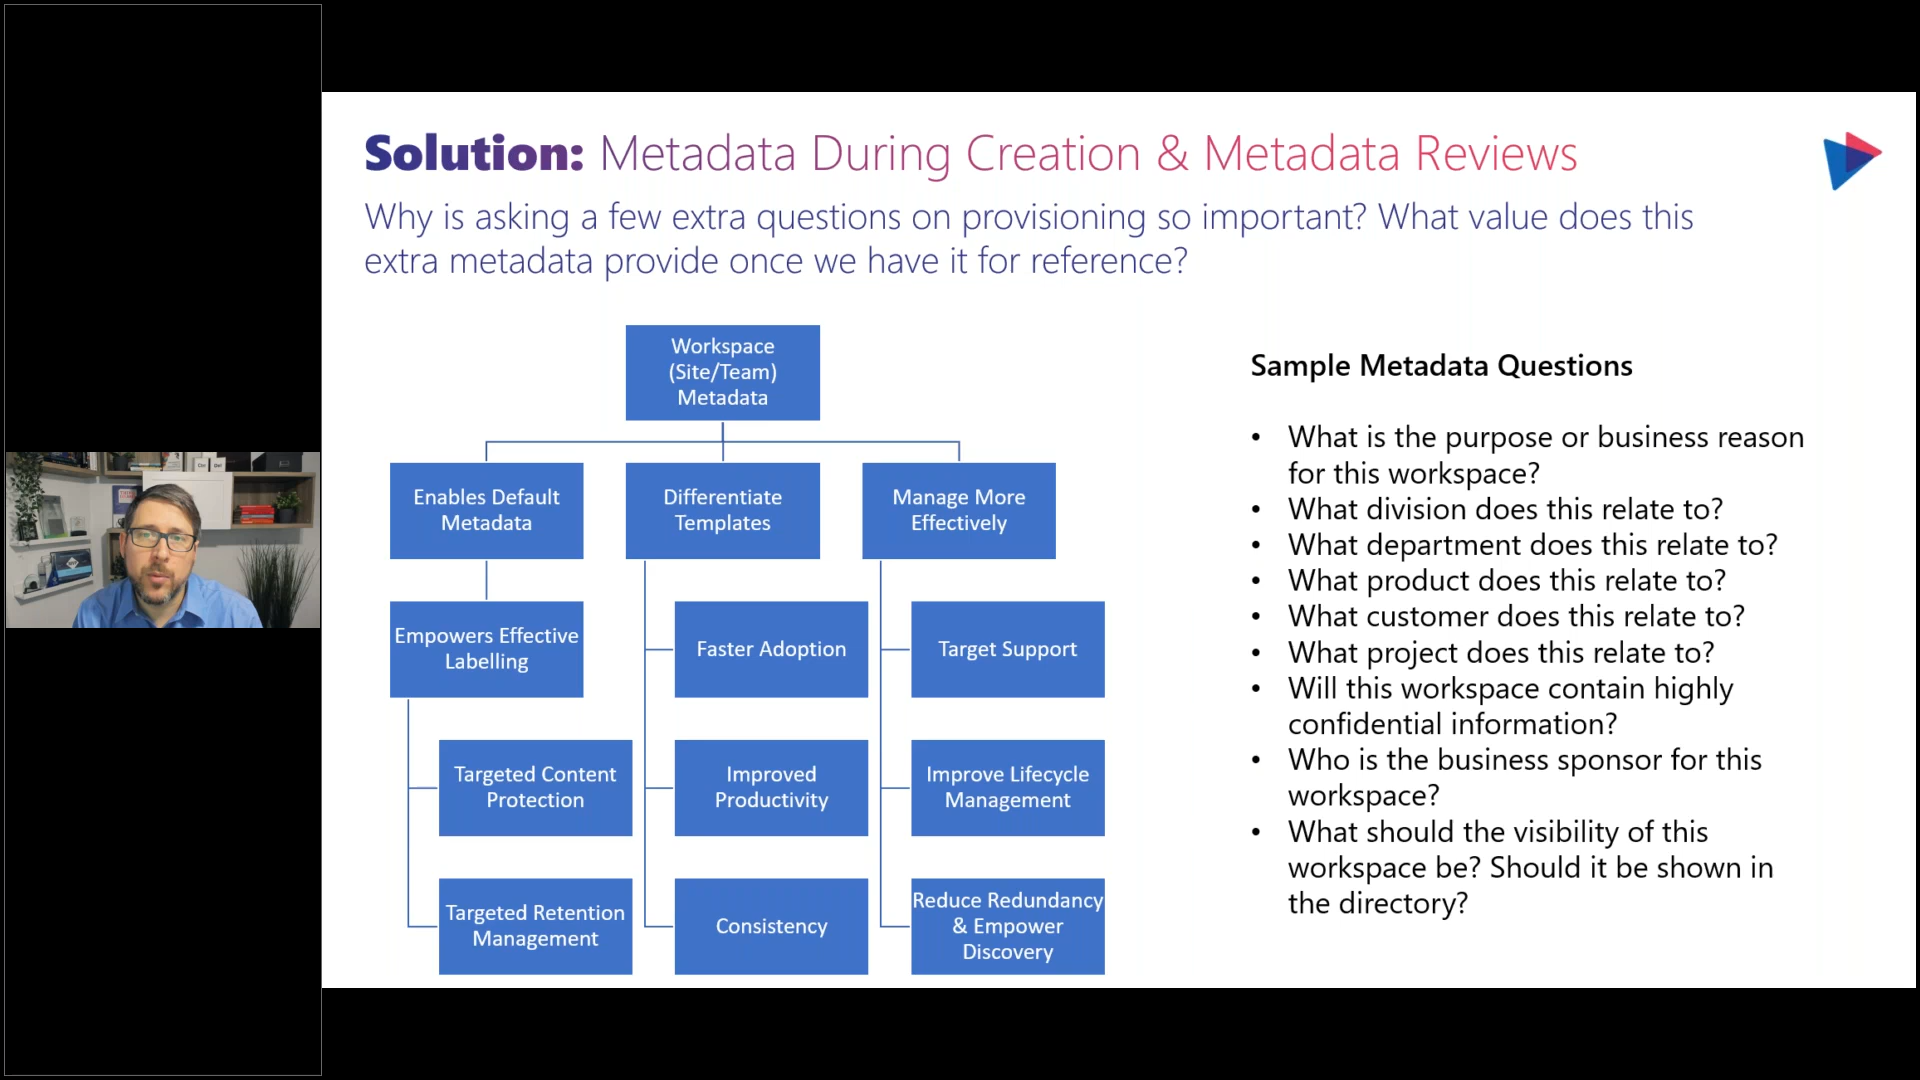 Solution: Metadata During Creation & Metadata Reviews
Why is asking a few extra questions on provisioning so important? What value does this
extra metadata provide once we have it for reference?
Workspace
(Site/Team)
Metadata
Enables Default
Metadata
Differentiate
Templates
Manage More
Effectively
Empowers Effective
Labelling
Faster Adoption
Target Support
Targeted Content
Protection
Improved
Productivity
Improve Lifecycle
Management
Targeted Retention
Management
Consistency
Reduce Redundancy
& Empower
Discovery
Sample Metadata Questions
• What is the purpose or business reason
for this workspace?
• What division does this relate to?
• What department does this relate to?
• What product does this relate to?
• What customer does this relate to?
• What project does this relate to?
• Will this workspace contain highly
confidential information?
• Who is the business sponsor for this
workspace?
• What should the visibility of this
workspace be? Should it be shown in
the directory?